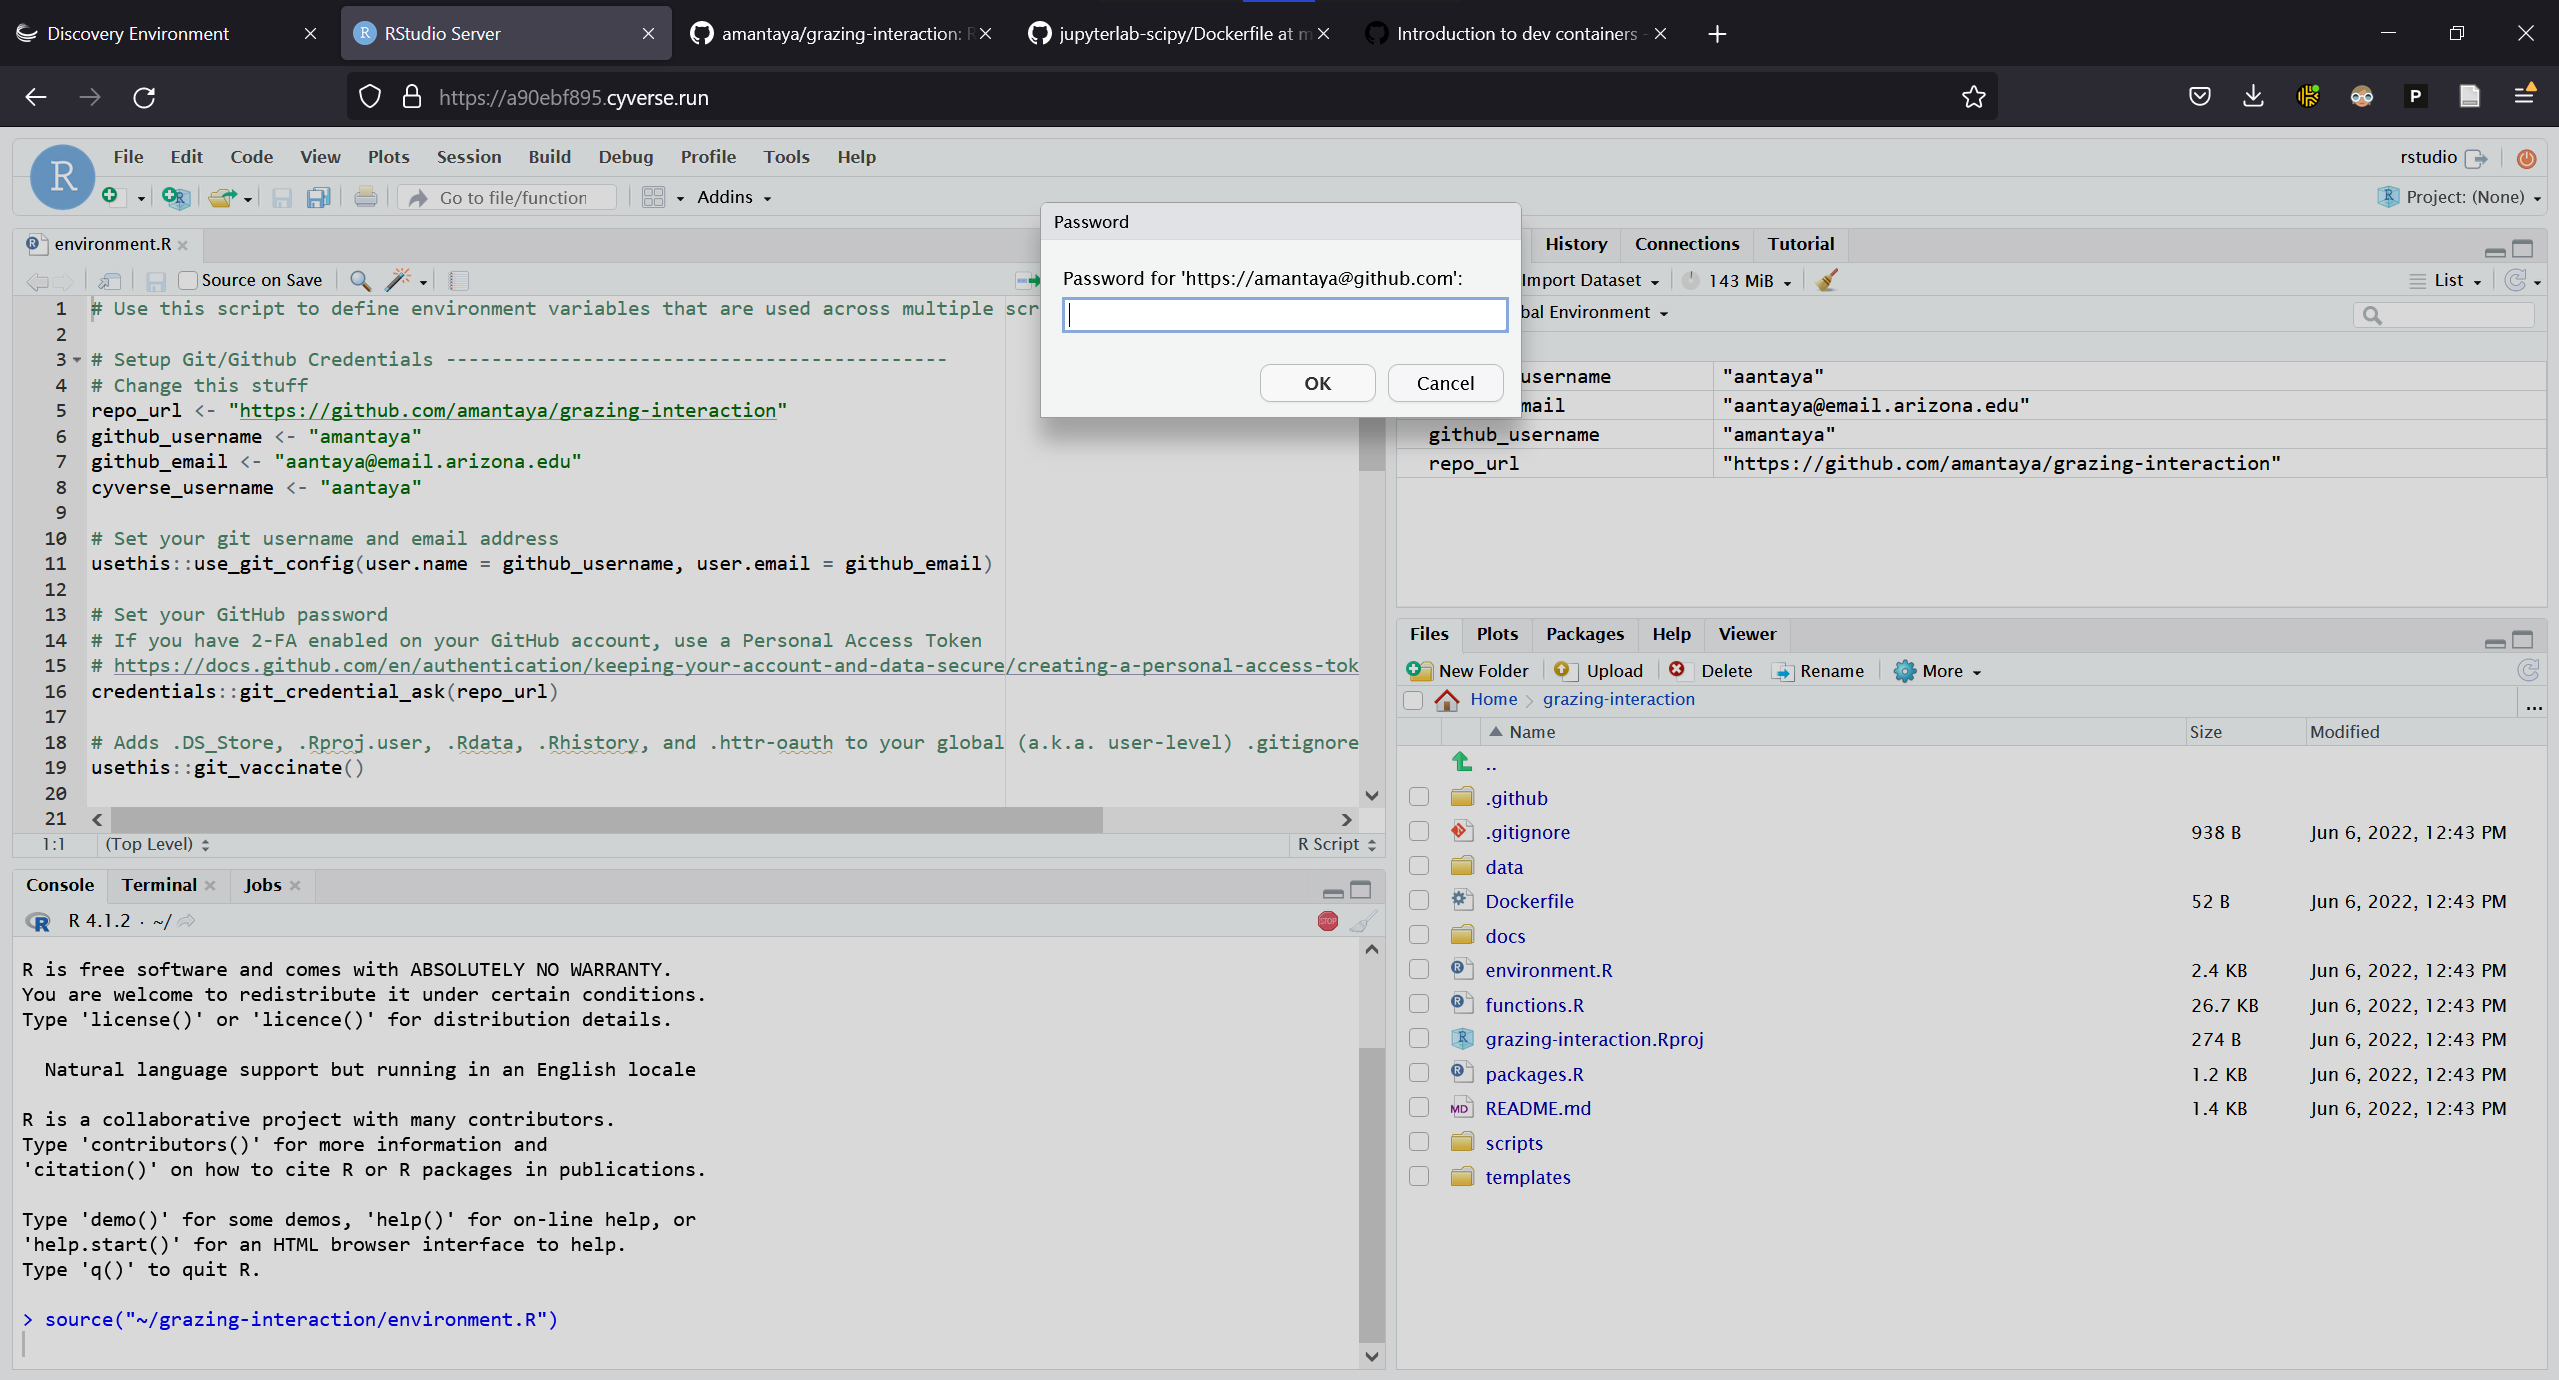 Discovery Environment
RStudio Server
amantaya/grazing-interaction:
jupyterlab-scipy/Dockerfile at m
Introduction to dev containers -
https://a90ebf895.cyverse.run
P
R
File Edit Code View Plots Session Build Debug Profile Tools Help
rstudio
Go to file/function
Addins
Project: (None)
environment.R
Source on Save
1 # Use this script to define environment variables that are used across multiple scr
2
3 # Setup Git/Github Credentials --------------------------------------------
4 # Change this stuff
5 repo_url <- "https://github.com/amantaya/grazing-interaction"
6 github_username <- "amantaya"
7 github_email <- "aantaya@email.arizona.edu"
8 cyverse_username <- "aantaya"
9
10 # Set your git username and email address
11 usethis::use_git_config(user.name = github_username, user.email = github_email)
12
13 # Set your GitHub password
14 # If you have 2-FA enabled on your GitHub account, use a Personal Access Token
15 # https://docs.github.com/en/authentication/keeping-your-account-and-data-secure/creating-a-personal-access-tok
16 credentials::git_credential_ask(repo_url)
17
18 # Adds .DS_Store, .Rproj.user, .Rdata, .Rhistory, and .httr-oauth to your global (a.k.a. user-level) .gitignore
19 usethis::git_vaccinate()
20
21
1:1 (Top Level) R Script
Password
Password for 'https://amantaya@github.com':
OK Cancel
History Connections Tutorial
Import Dataset 143 MiB List
bal Environment
username "aantaya"
mail "aantaya@email.arizona.edu"
github_username "amantaya"
repo_url "https://github.com/amantaya/grazing-interaction"
Console Terminal Jobs
R 4.1.2 · ~/
STOP
R is free software and comes with ABSOLUTELY NO WARRANTY.
You are welcome to redistribute it under certain conditions.
Type 'license()' or 'licence()' for distribution details.
Natural language support but running in an English locale
R is a collaborative project with many contributors.
Type 'contributors()' for more information and
'citation()' on how to cite R or R packages in publications.
Type 'demo()' for some demos, 'help()' for on-line help, or
'help.start()' for an HTML browser interface to help.
Type 'q()' to quit R.
> source("~/grazing-interaction/environment.R")
Files Plots Packages Help Viewer
New Folder Upload Delete Rename More
Home grazing-interaction ...
Name Size Modified
..
.github
.gitignore 938 B Jun 6, 2022, 12:43 PM
data
Dockerfile 52 B Jun 6, 2022, 12:43 PM
docs
environment.R 2.4 KB Jun 6, 2022, 12:43 PM
functions.R 26.7 KB Jun 6, 2022, 12:43 PM
grazing-interaction.Rproj 274 B Jun 6, 2022, 12:43 PM
packages.R 1.2 KB Jun 6, 2022, 12:43 PM
MD README.md 1.4 KB Jun 6, 2022, 12:43 PM
scripts
templates